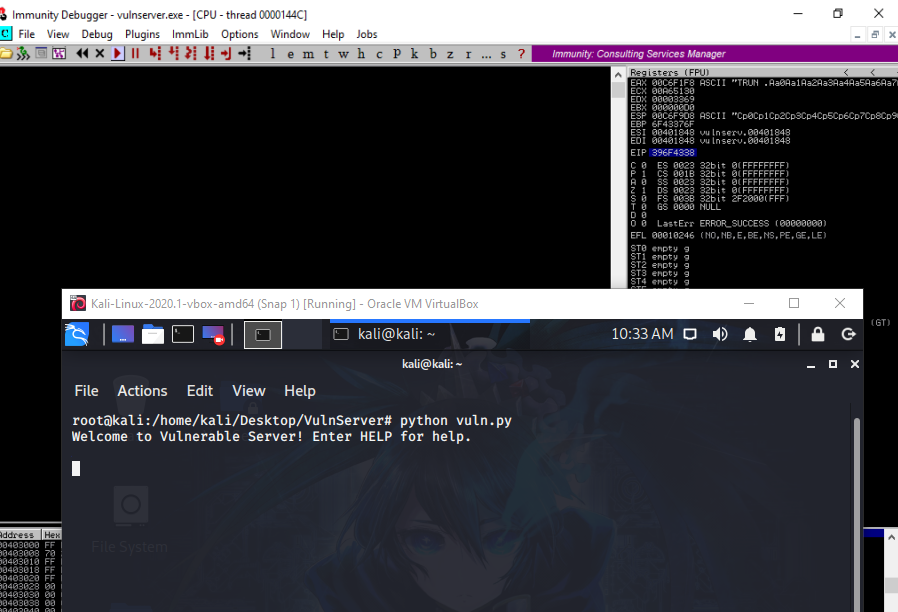 Immunity Debugger - vulnserver.exe - [CPU - thread 0000144C]
C File View Debug Plugins ImmLib Options Window Help Jobs
l e m t w h c P k b z r ... s ? Immunity: Consulting Services Manager
Registers (FPU) < < <
EAX 00C6F1F8 ASCII "TRUN .Aa0Aa1Aa2Aa3Aa4Aa5Aa6Aa7
ECX 00A65130
EDX 00003369
EBX 000000D0
ESP 00C6F9D8 ASCII "Cp0Cp1Cp2Cp3Cp4Cp5Cp6Cp7Cp8Cp9
EBP 6F43376F
ESI 00401848 vulnserv.00401848
EDI 00401848 vulnserv.00401848
EIP 396F4338
C 0 ES 0023 32bit 0(FFFFFFFF)
P 1 CS 001B 32bit 0(FFFFFFFF)
A 0 SS 0023 32bit 0(FFFFFFFF)
Z 1 DS 0023 32bit 0(FFFFFFFF)
S 0 FS 003B 32bit 2F2000(FFF)
T 0 GS 0000 NULL
D 0
O 0 LastErr ERROR_SUCCESS (00000000)
EFL 00010246 (NO,NB,E,BE,NS,PE,GE,LE)
ST0 empty g
ST1 empty g
ST2 empty g
ST3 empty g
ST4 empty g
(GT)
Kali-Linux-2020.1-vbox-amd64 (Snap 1) [Running] - Oracle VM VirtualBox
kali@kali: ~ 10:33 AM
kali@kali: ~
File Actions Edit View Help
root@kali:/home/kali/Desktop/VulnServer# python vuln.py
Welcome to Vulnerable Server! Enter HELP for help.
File System
Address Hex
00403000 FF
00403008 70
00403010 FF
00403018 FF
00403020 FF
00403028 00
00403030 00
00403038 00
00403040 00